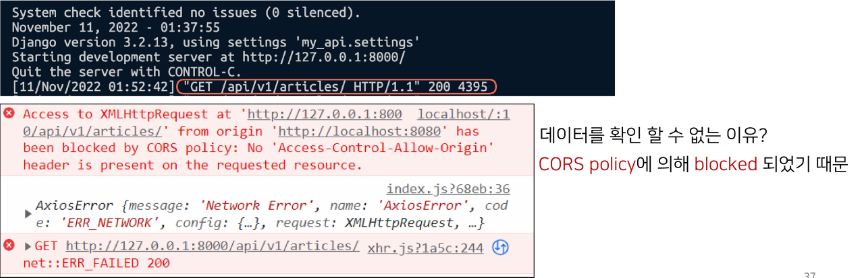 System check identified no issues (0 silenced).
November 11, 2022 - 01:37:55
Django version 3.2.13, using settings 'my_api.settings'
Starting development server at http://127.0.0.1:8000/
Quit the server with CONTROL-C.
[11/Nov/2022 01:52:42] "GET /api/v1/articles/ HTTP/1.1" 200 4395
Access to XMLHttpRequest at 'http://127.0.0.1:800 localhost/:1
0/api/v1/articles/' from origin 'http://localhost:8080' has
been blocked by CORS policy: No 'Access-Control-Allow-Origin'
header is present on the requested resource.
index.js?68eb:36
AxiosError {message: 'Network Error', name: 'AxiosError', cod
e: 'ERR_NETWORK', config: {…}, request: XMLHttpRequest, …}
GET http://127.0.0.1:8000/api/v1/articles/ xhr.js?1a5c:244
net::ERR_FAILED 200
데이터를 확인 할 수 없는 이유?
CORS policy에 의해 blocked 되었기 때문
37